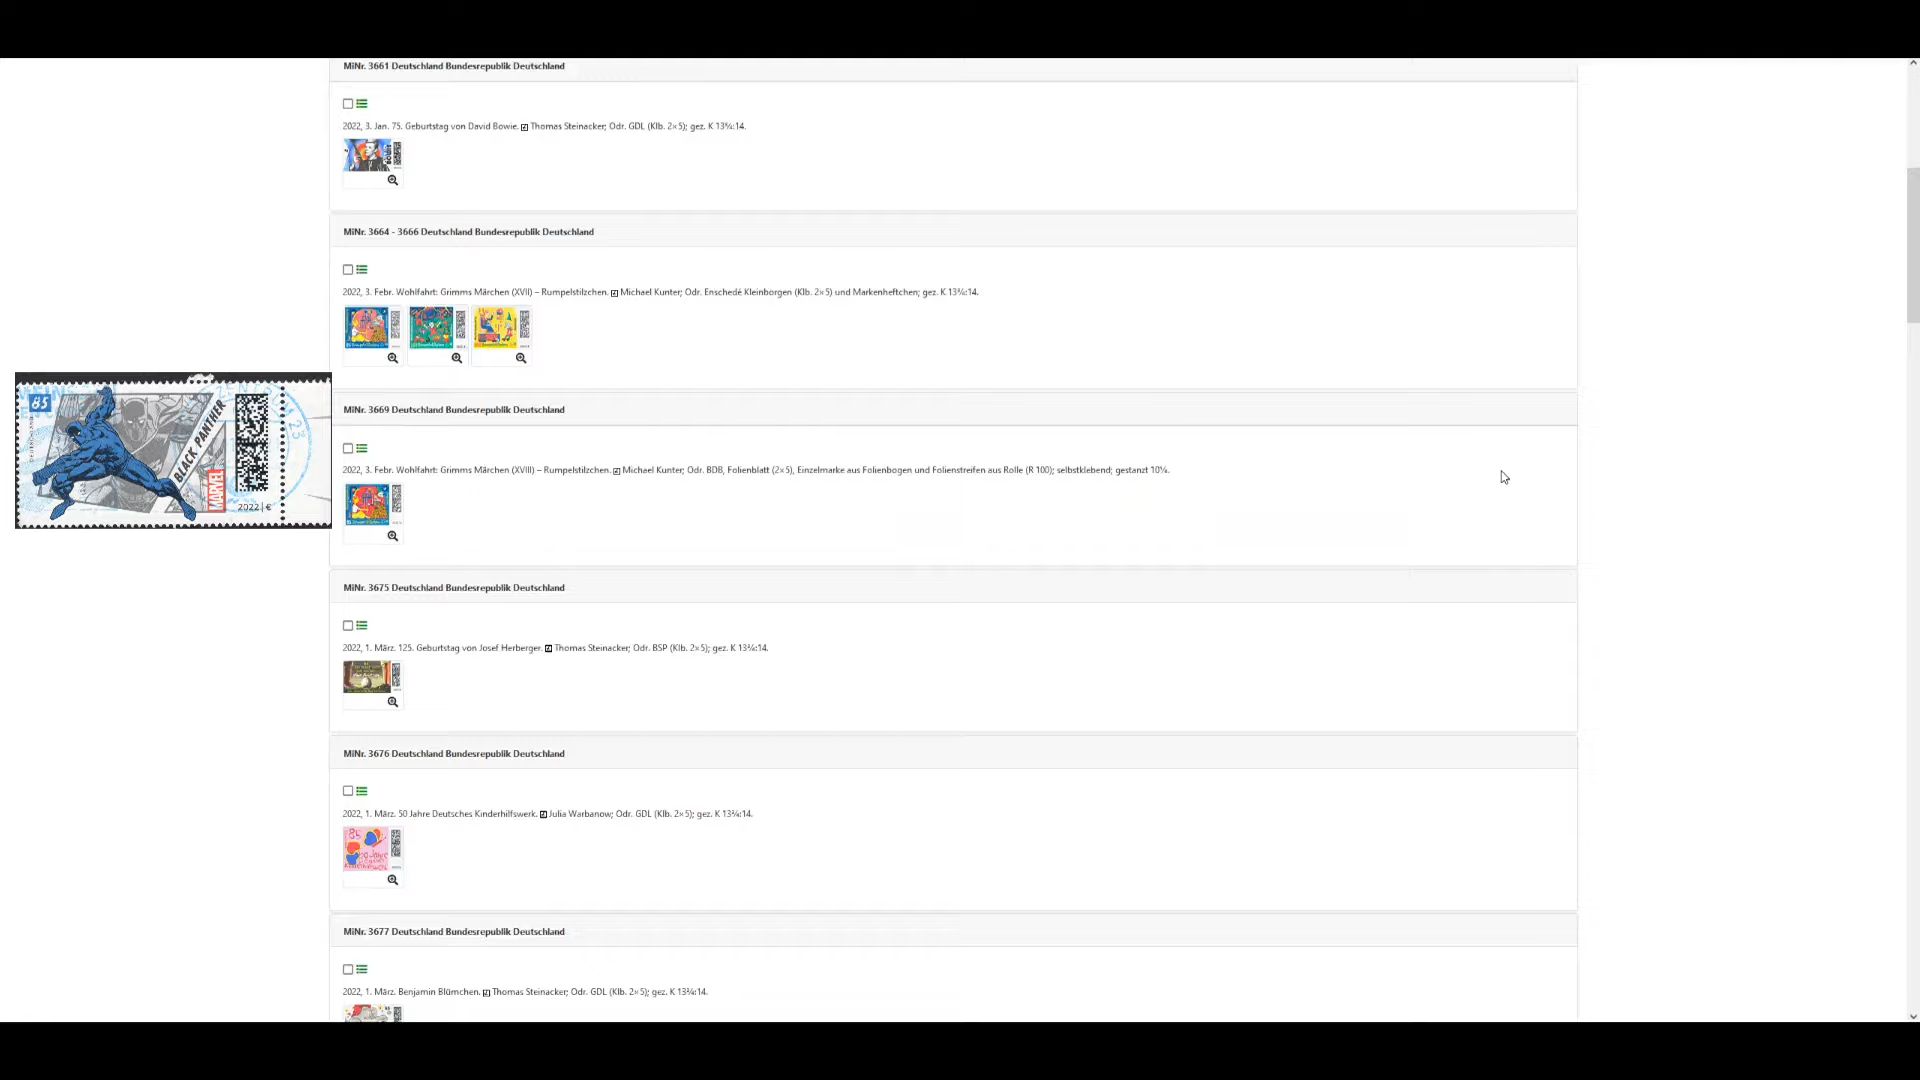 MiNr. 3661 Deutschland Bundesrepublik Deutschland
2022, 3. Jan. 75. Geburtstag von David Bowie. Thomas Steinacker; Odr. GDL (Klb. 2×5); gez. K 13¾:14.
MiNr. 3664 - 3666 Deutschland Bundesrepublik Deutschland
2022, 3. Febr. Wohlfahrt: Grimms Märchen (XVII) – Rumpelstilzchen. Michael Kunter; Odr. Enschedé Kleinborgen (Klb. 2×5) und Markenheftchen; gez. K 13¾:14.
85
BLACK PANTHER
MARVEL
2022 | €
MiNr. 3669 Deutschland Bundesrepublik Deutschland
2022, 3. Febr. Wohlfahrt: Grimms Märchen (XVIII) – Rumpelstilzchen. Michael Kunter; Odr. BDB, Folienblatt (2×5), Einzelmarke aus Folienbogen und Folienstreifen aus Rolle (R 100); selbstklebend; gestanzt 10¼.
MiNr. 3675 Deutschland Bundesrepublik Deutschland
2022, 1. März. 125. Geburtstag von Josef Herberger. Thomas Steinacker; Odr. BSP (Klb. 2×5); gez. K 13¾:14.
MiNr. 3676 Deutschland Bundesrepublik Deutschland
2022, 1. März. 50 Jahre Deutsches Kinderhilfswerk. Julia Warbanow; Odr. GDL (Klb. 2×5); gez. K 13¾:14.
MiNr. 3677 Deutschland Bundesrepublik Deutschland
2022, 1. März. Benjamin Blümchen. Thomas Steinacker; Odr. GDL (Klb. 2×5); gez. K 13¾:14.